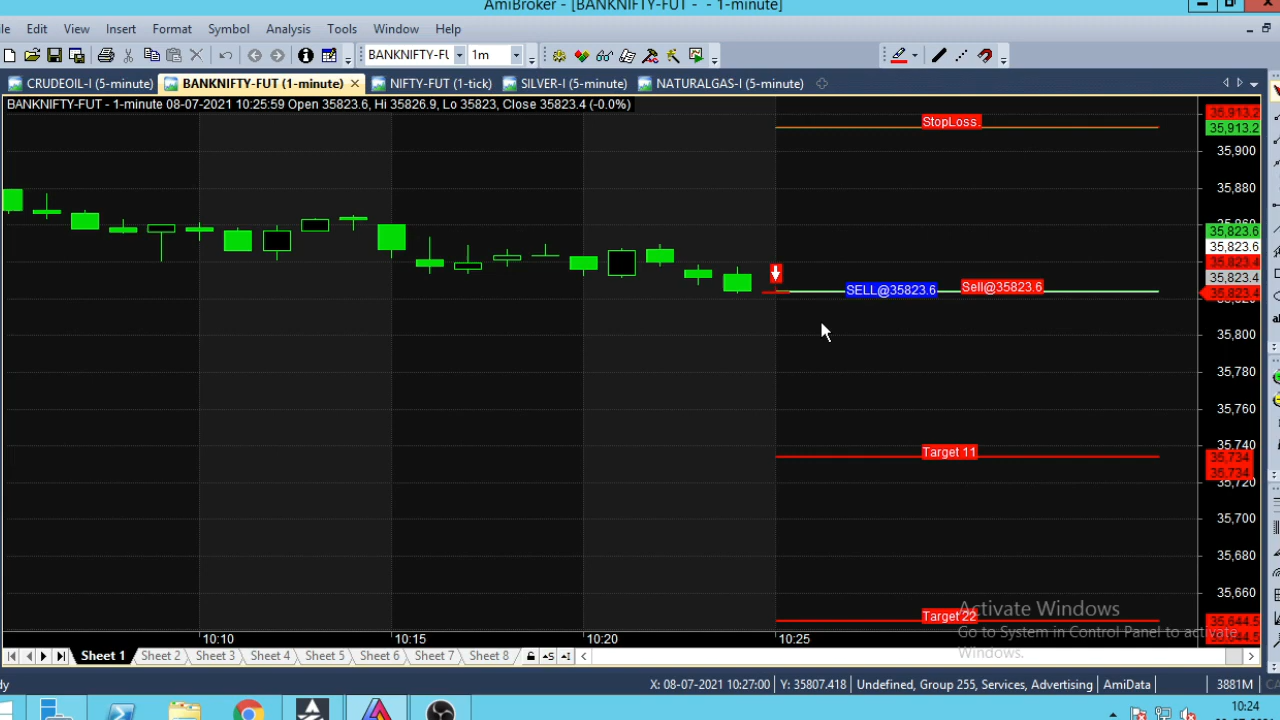 AmiBroker - [BANKNIFTY-FUT - - 1-minute]
Edit View Insert Format Symbol Analysis Tools Window Help
BANKNIFTY-FU 1m
CRUDEOIL-I (5-minute) BANKNIFTY-FUT (1-minute) NIFTY-FUT (1-tick) SILVER-I (5-minute) NATURALGAS-I (5-minute)
BANKNIFTY-FUT - 1-minute 08-07-2021 10:25:59 Open 35823.6, Hi 35826.9, Lo 35823, Close 35823.4 (-0.0%)
35,913.2
StopLoss.
35,913.2
35,900
35,880
35,823.6
35,823.6
35,823.4
35,823.4
SELL@35823.6 Sell@35823.6
35,823.4
35,800
35,780
35,760
35,740
Target 11
35,734
35,734
35,720
35,700
35,680
35,660
Activate Windows
Target 22
35,644.5
Go to System in Control Panel to activate
Windows.
10:10 10:15 10:20 10:25
Sheet 1 Sheet 2 Sheet 3 Sheet 4 Sheet 5 Sheet 6 Sheet 7 Sheet 8
X: 08-07-2021 10:27:00 Y: 35807.418 Undefined, Group 255, Services, Advertising AmiData 3881M
10:24